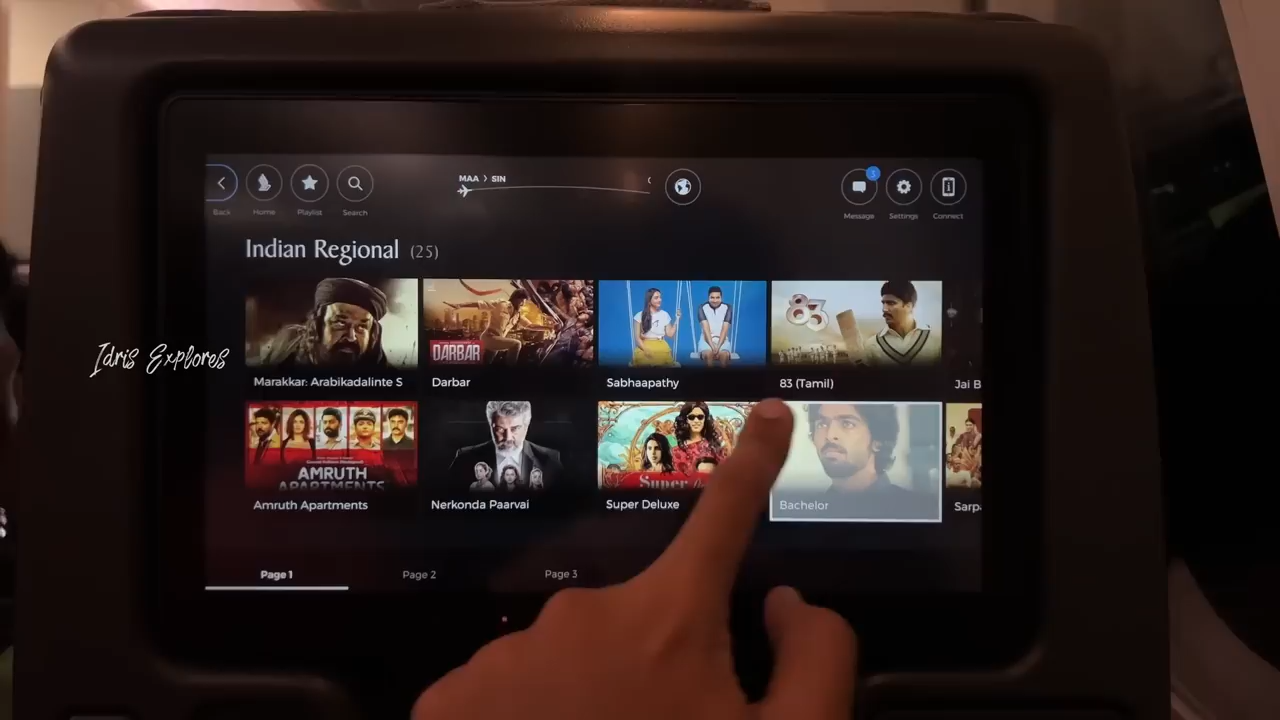 MAA > SIN
3
Back
Home
Playlist
Search
Message
Settings
Connect
Indian Regional (25)
83
DARBAR
Idris Explores
Marakkar: Arabikadalinte S
Darbar
Sabhaapathy
83 (Tamil)
Jai B
AMRUTH
APARTMENTS
Super
Amruth Apartments
Nerkonda Paarvai
Super Deluxe
Bachelor
Sarp
Page 1
Page 2
Page 3